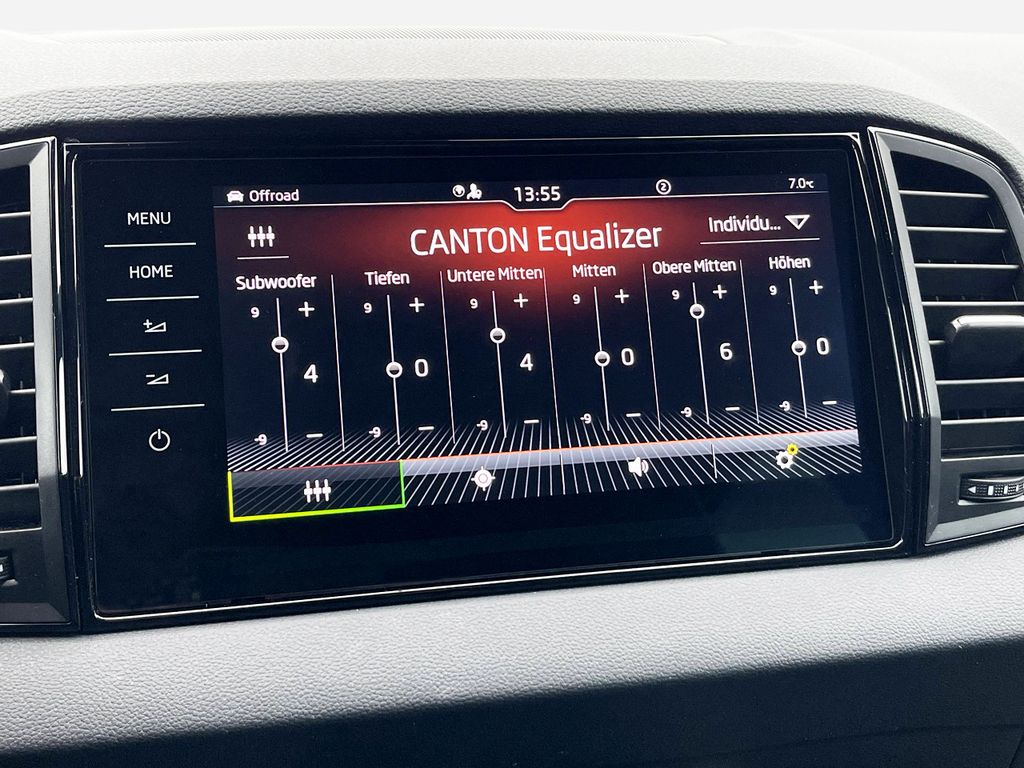 MENU
HOME
Offroad
13:55
2
7.0°C
CANTON Equalizer
Individu...
Subwoofer
Tiefen
Untere Mitten
Mitten
Obere Mitten
Höhen
9 + 9 + 9 + 9 + 9 + 9 +
4 0 4 0 6 0
-9 − -9 − -9 − -9 − -9 − -9 −